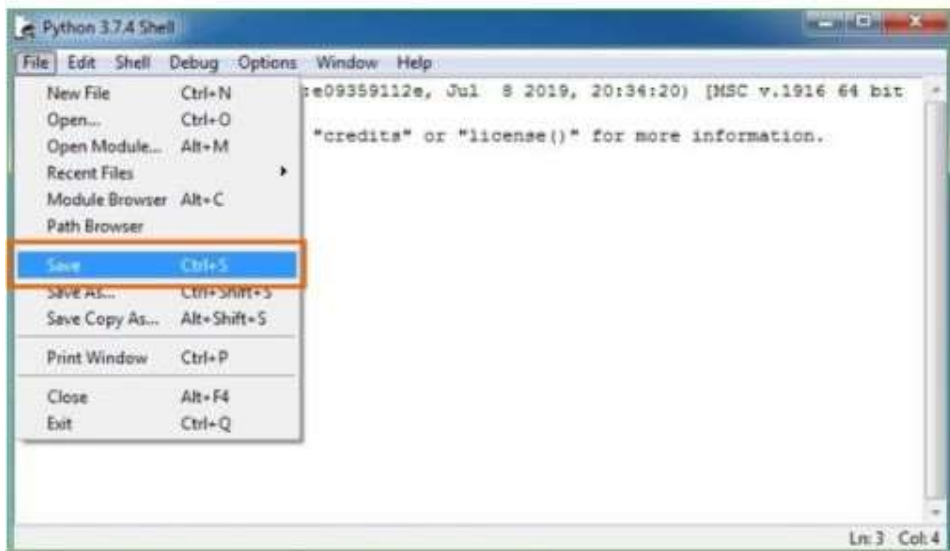 Python 3.7.4 Shell
File Edit Shell Debug Options Window Help
New File Ctrl+N
:e09359112e, Jul 8 2019, 20:34:20) [MSC v.1916 64 bit
Open... Ctrl+O
"credits" or "license()" for more information.
Open Module... Alt+M
Recent Files
Module Browser Alt+C
Path Browser
Save Ctrl+S
Save As... Ctrl+Shift+S
Save Copy As... Alt+Shift+S
Print Window Ctrl+P
Close Alt+F4
Exit Ctrl+Q
Ln: 3 Col: 4